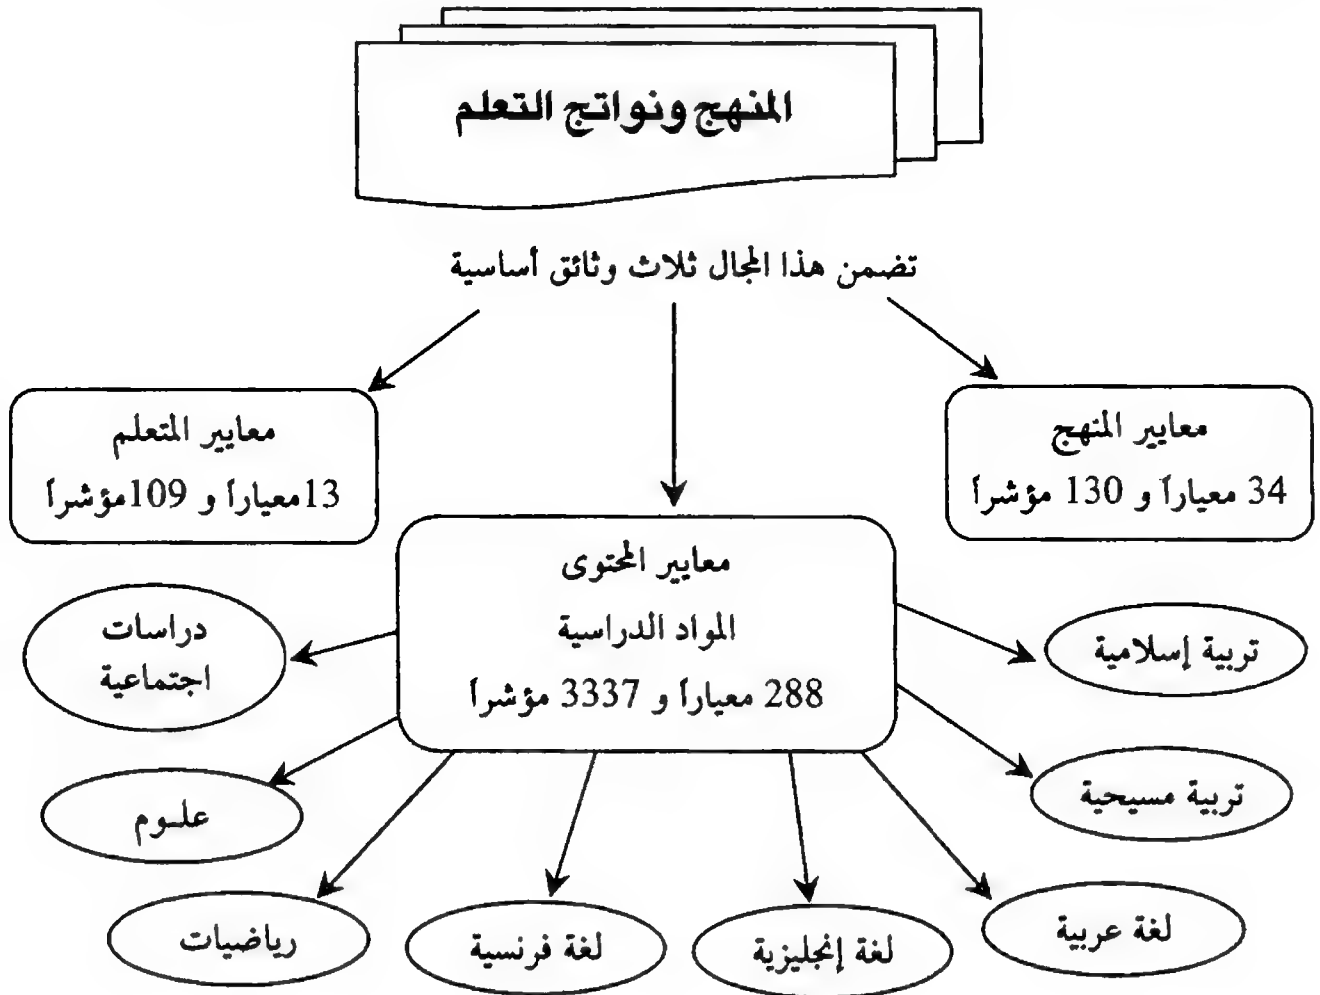 المنهج ونواتج التعلم
تضمن هذا المجال ثلاث وثائق أساسية
معايير المنهج
34 معياراً و 130 مؤشراً
معايير المتعلم
13معياراً و 109مؤشراً
معايير المحتوى
المواد الدراسية
288 معياراً و 3337 مؤشراً
تربية إسلامية
تربية مسيحية
لغة عربية
لغة إنجليزية
لغة فرنسية
رياضيات
علـوم
دراسات
اجتماعية